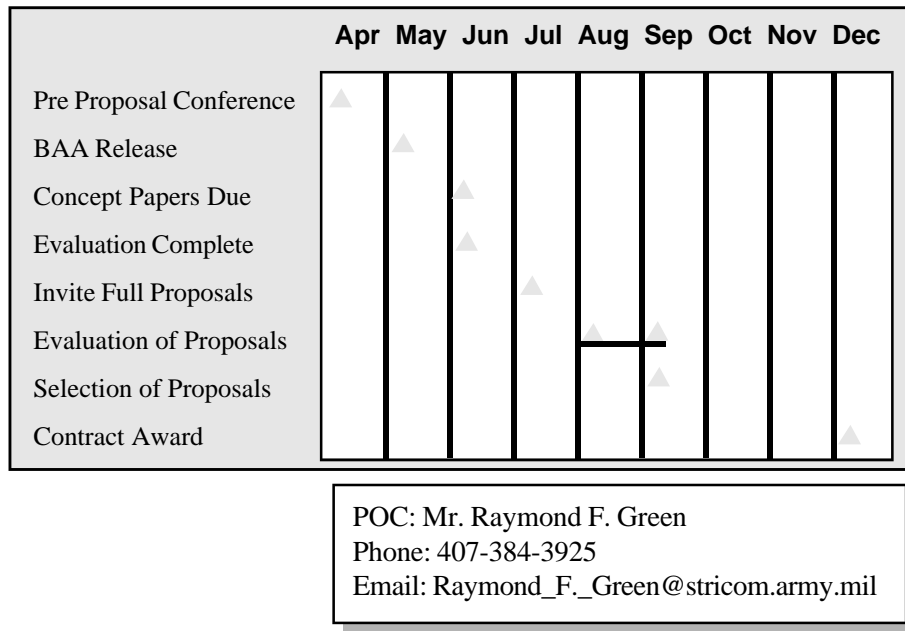 Apr May Jun Jul Aug Sep Oct Nov Dec
Pre Proposal Conference
BAA Release
Concept Papers Due
Evaluation Complete
Invite Full Proposals
Evaluation of Proposals
Selection of Proposals
Contract Award
POC: Mr. Raymond F. Green
Phone: 407-384-3925
Email: Raymond_F._Green@stricom.army.mil